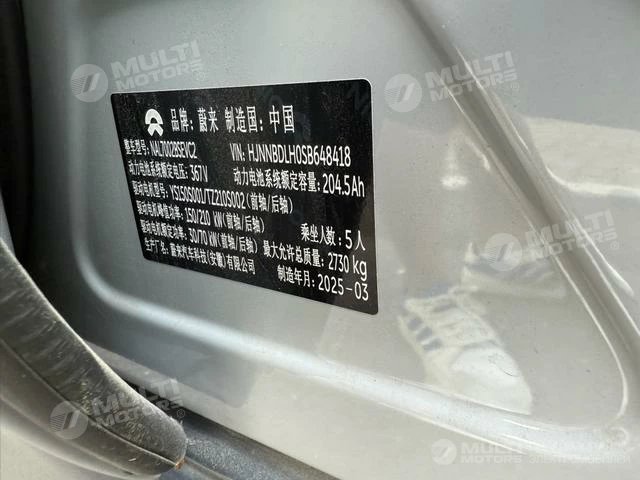 品牌: 蔚来 制造国: 中国
整车型号: NAL7002BSEVC2 VIN: HJNNBDLH0SB648418
动力电池系统额定电压: 367V 动力电池系统额定容量: 204.5Ah
驱动电机型号: YS150S001/TZ210S002 (前轴/后轴)
驱动电机峰值功率: 150/210 kW (前轴/后轴) 乘坐人数: 5人
驱动电机额定功率: 30/70 kW (前轴/后轴) 最大允许总质量: 2730 kg
生产厂名: 蔚来汽车科技(安徽)有限公司 制造年月: 2025-03
MULTI MOTORS
MULTI MOTORS
MULTI MOTORS
MULTI MOTORS